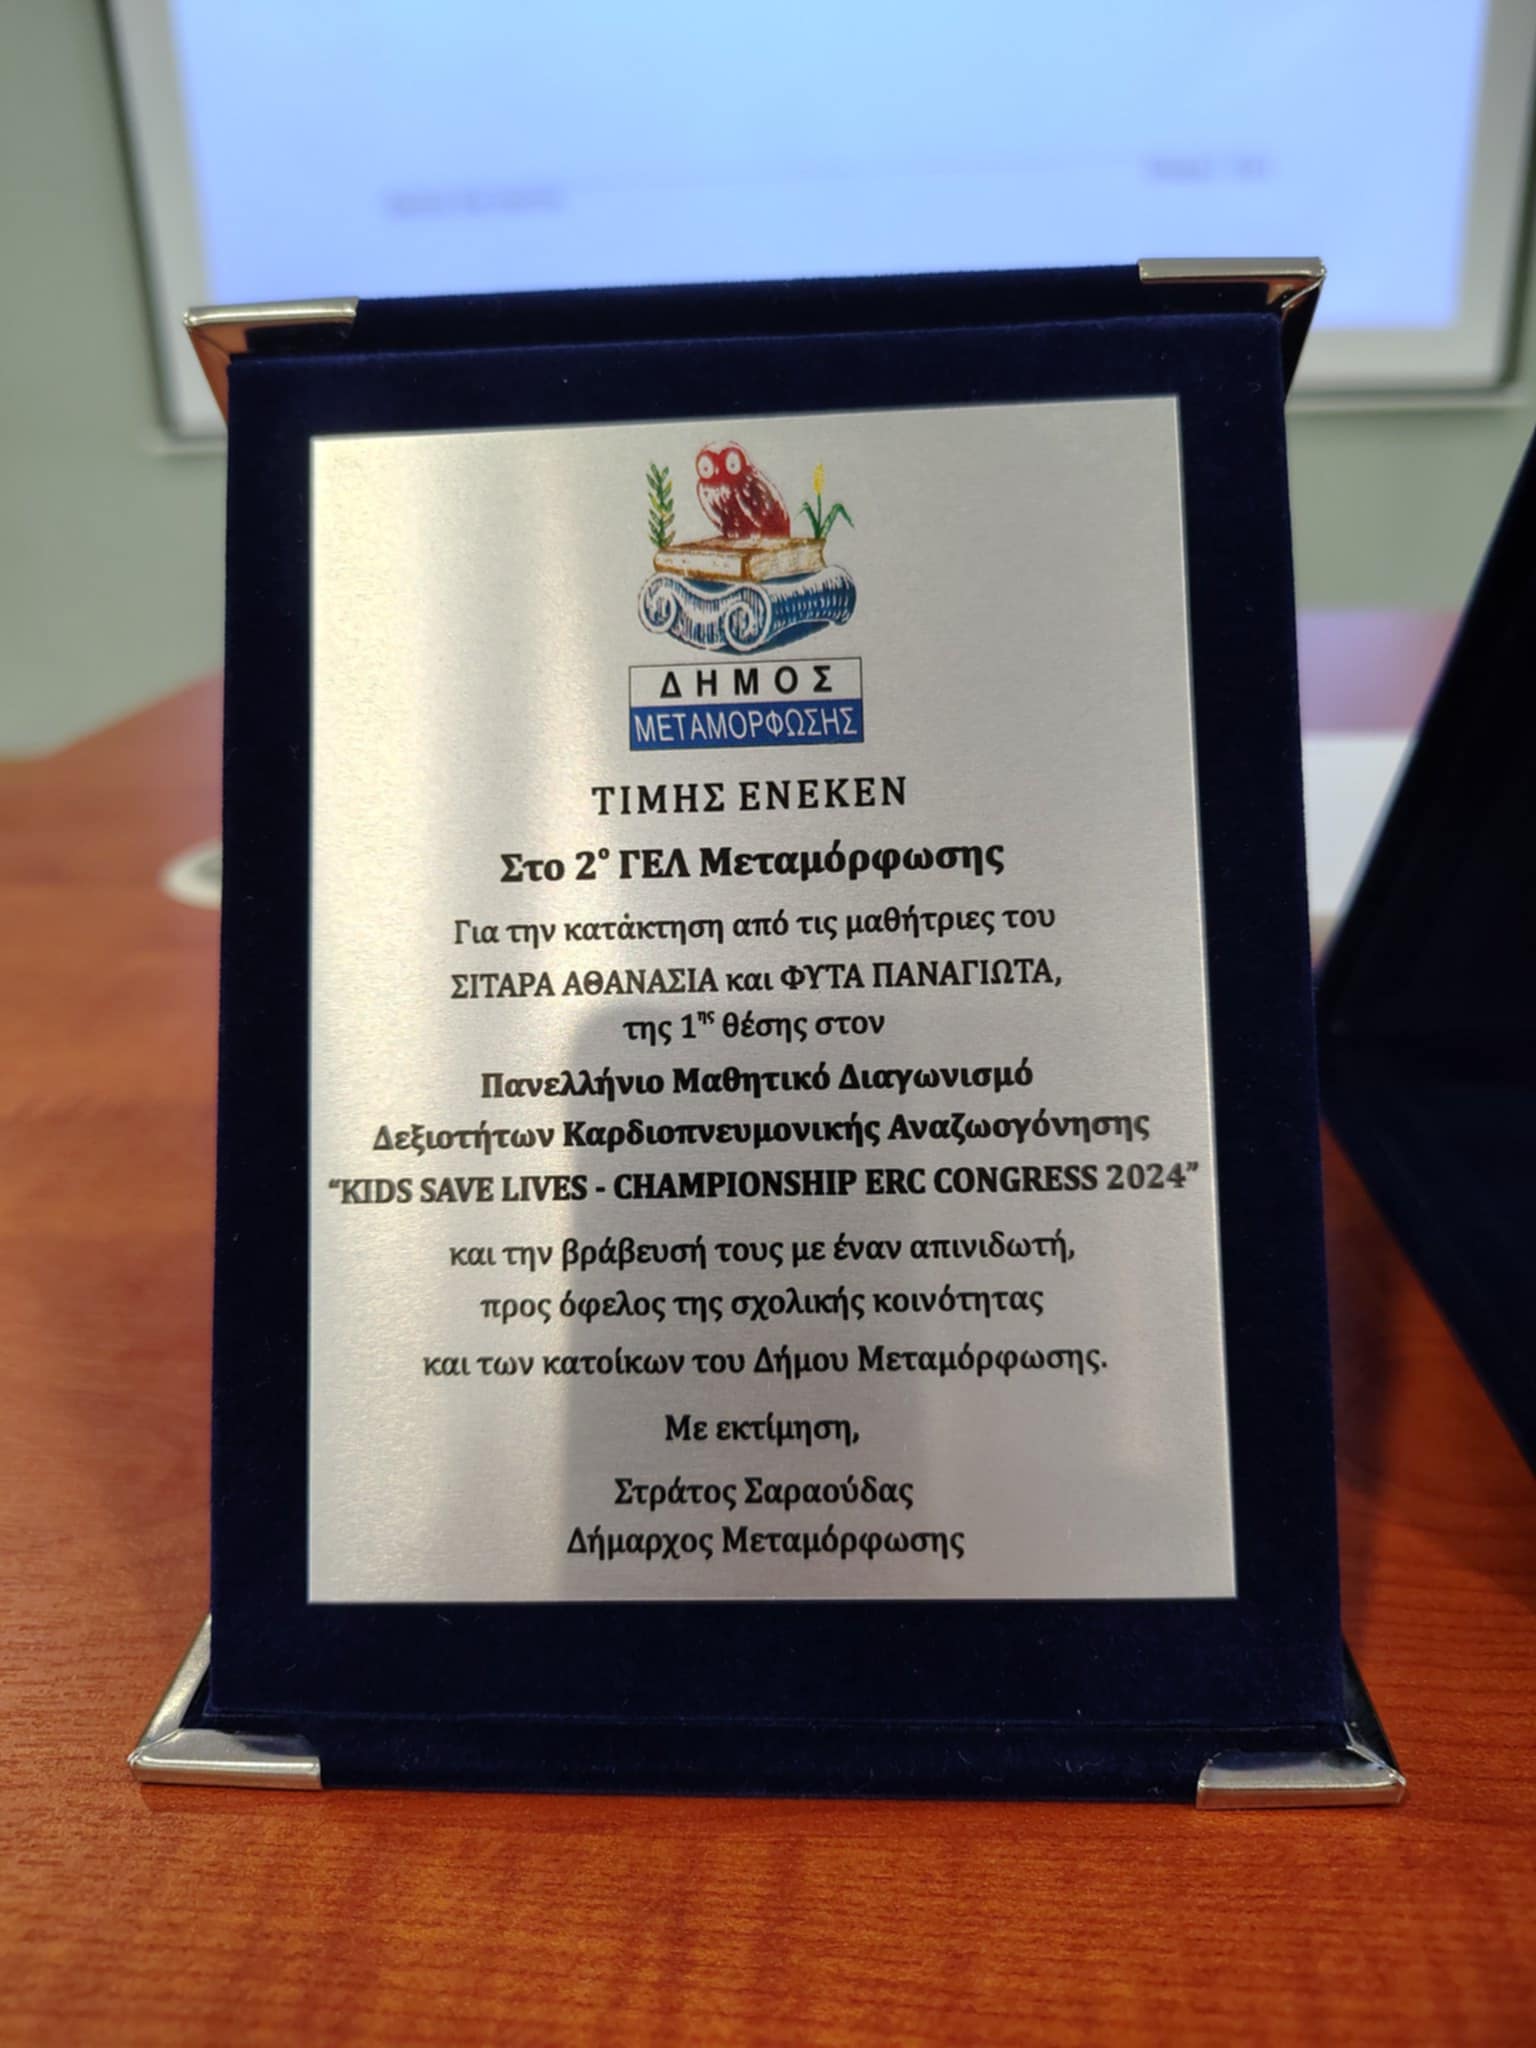 ΔΗΜΟΣ
ΜΕΤΑΜΟΡΦΩΣΗΣ
ΤΙΜΗΣ ΕΝΕΚΕΝ
Στο 2° ΓΕΛ Μεταμόρφωσης
Για την κατάκτηση από τις μαθήτριες του
ΣΙΤΑΡΑ ΑΘΑΝΑΣΙΑ και ΦΥΤΑ ΠΑΝΑΓΙΩΤΑ,
της 1ης θέσης στον
Πανελλήνιο Μαθητικό Διαγωνισμό
Δεξιοτήτων Καρδιοπνευμονικής Αναζωογόνησης
“KIDS SAVE LIVES - CHAMPIONSHIP ERC CONGRESS 2024”
και την βράβευσή τους με έναν απινιδωτή,
προς όφελος της σχολικής κοινότητας
και των κατοίκων του Δήμου Μεταμόρφωσης.
Με εκτίμηση,
Στράτος Σαραούδας
Δήμαρχος Μεταμόρφωσης